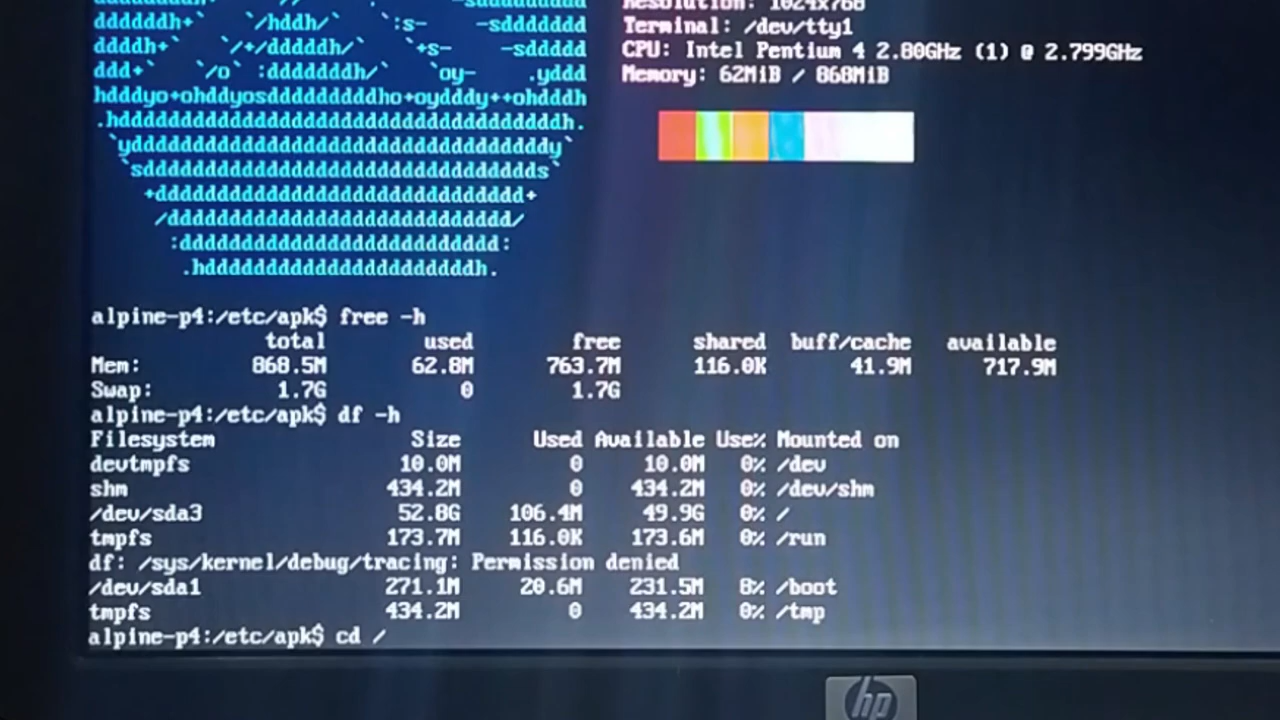 Resolution: 1024x768
Terminal: /dev/tty1
CPU: Intel Pentium 4 2.80GHz (1) @ 2.799GHz
Memory: 62MiB / 868MiB
alpine-p4:/etc/apk$ free -h
total used free shared buff/cache available
Mem: 868.5M 62.8M 763.7M 116.0K 41.9M 717.9M
Swap: 1.7G 0 1.7G
alpine-p4:/etc/apk$ df -h
Filesystem Size Used Available Use% Mounted on
devtmpfs 10.0M 0 10.0M 0% /dev
shm 434.2M 0 434.2M 0% /dev/shm
/dev/sda3 52.8G 106.4M 49.9G 0% /
tmpfs 173.7M 116.0K 173.6M 0% /run
df: /sys/kernel/debug/tracing: Permission denied
/dev/sda1 271.1M 20.6M 231.5M 8% /boot
tmpfs 434.2M 0 434.2M 0% /tmp
alpine-p4:/etc/apk$ cd /
hp